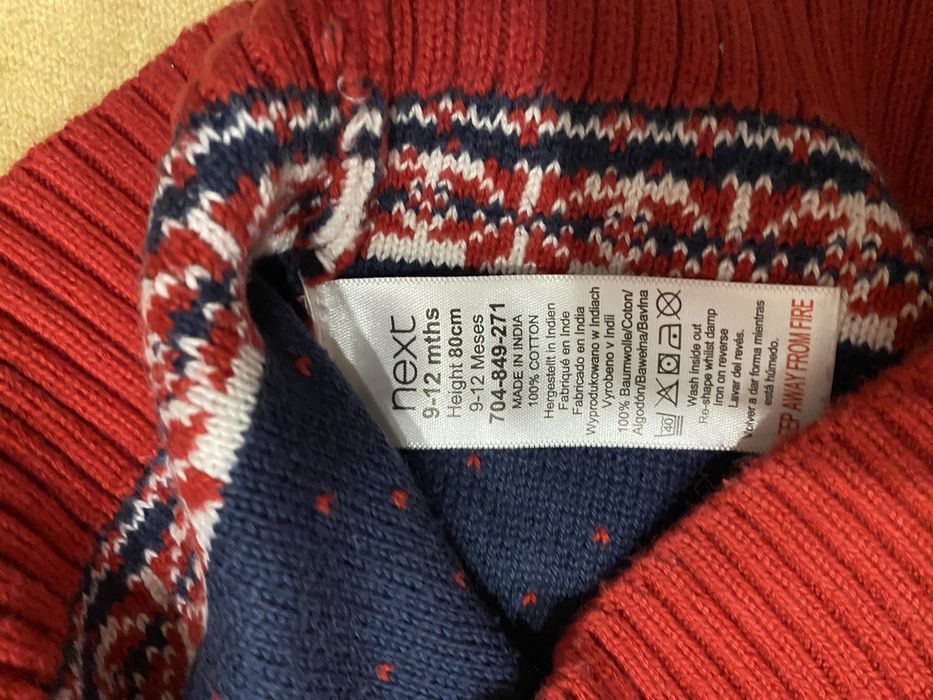 next
9-12 mths
Height 80cm
9-12 Meses
704-849-271
MADE IN INDIA
100% COTTON
Hergestellt in Indien
Fabriqué en Inde
Fabricado en India
Wyprodukowano w Indiach
Vyrobeno v Indii
100% Baumwolle/Coton/
Algodón/Bawełna/Bavlna
40
Wash Inside out
Re-shape whilst damp
Iron on reverse
Lavar del revés.
Volver a dar forma mientras
está húmedo.
EP AWAY FROM FIRE